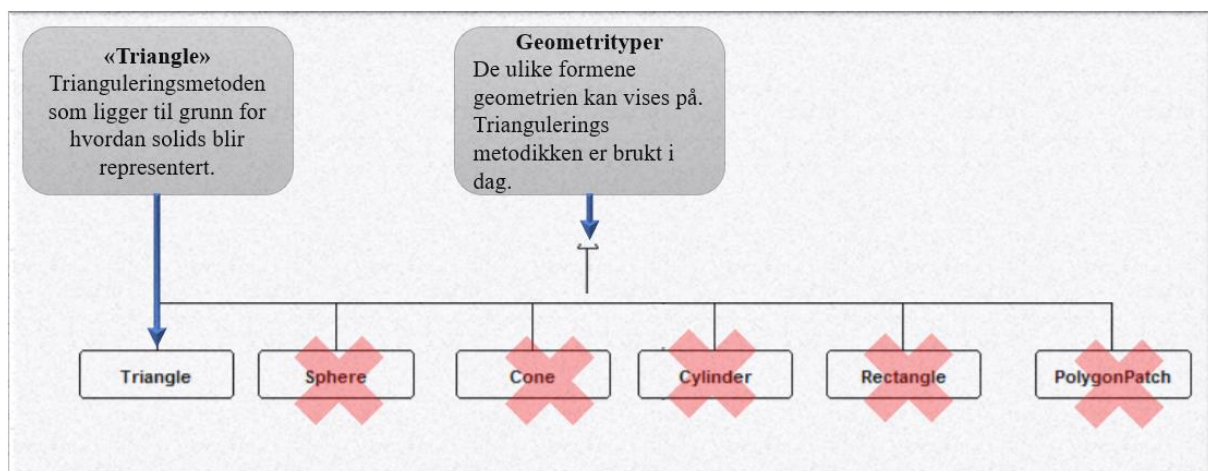 «Triangle»
Trianguleringsmetoden
som ligger til grunn for
hvordan solids blir
representert.
Geometrityper
De ulike formene
geometrien kan vises på.
Triangulerings
metodikken er brukt i
dag.
Triangle
Sphere
Cone
Cylinder
Rectangle
PolygonPatch